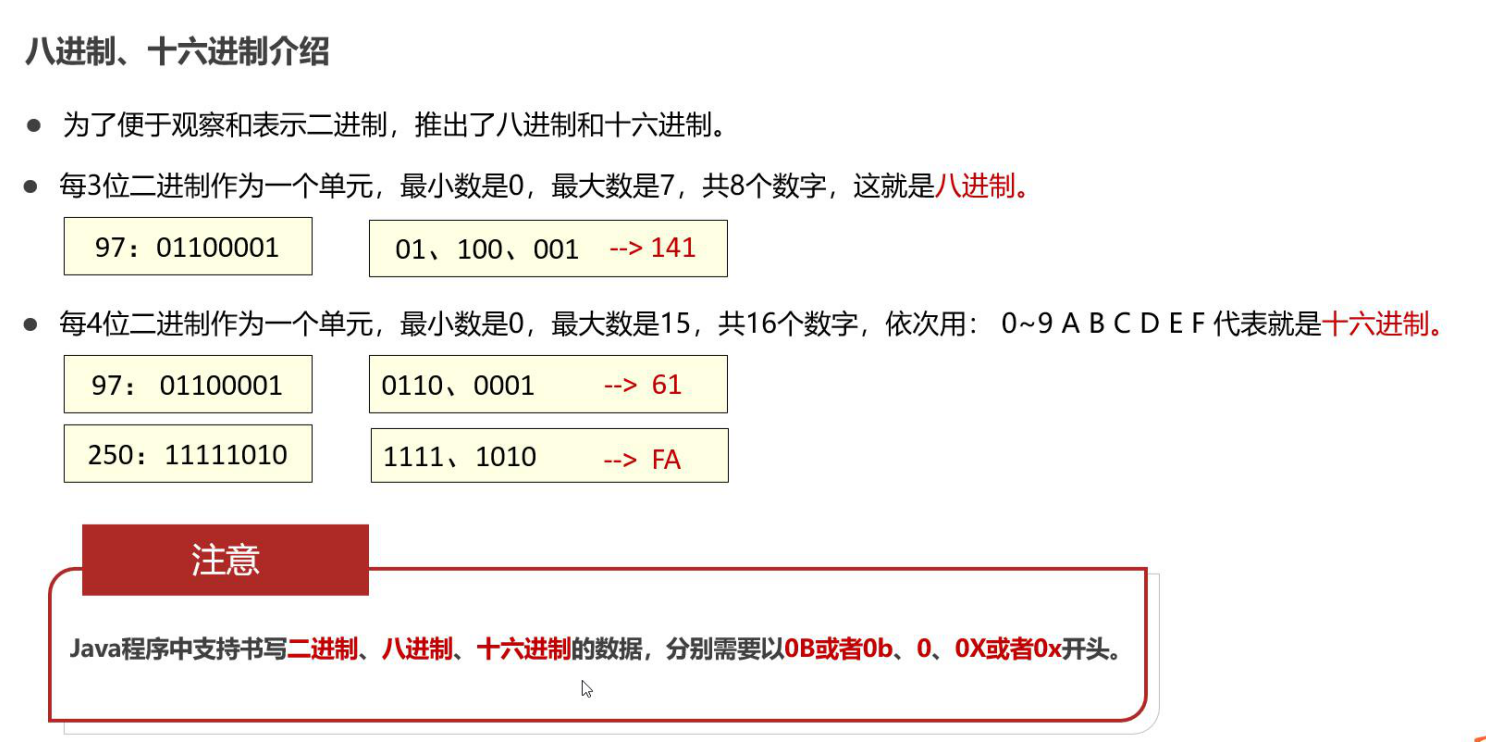 八进制、十六进制介绍
● 为了便于观察和表示二进制，推出了八进制和十六进制。
● 每3位二进制作为一个单元，最小数是0，最大数是7，共8个数字，这就是八进制。
97：01100001 01、100、001 --> 141
● 每4位二进制作为一个单元，最小数是0，最大数是15，共16个数字，依次用： 0~9 A B C D E F 代表就是十六进制。
97： 01100001 0110、0001 --> 61
250：11111010 1111、1010 --> FA
注意
Java程序中支持书写二进制、八进制、十六进制的数据，分别需要以0B或者0b、0、0X或者0x开头。